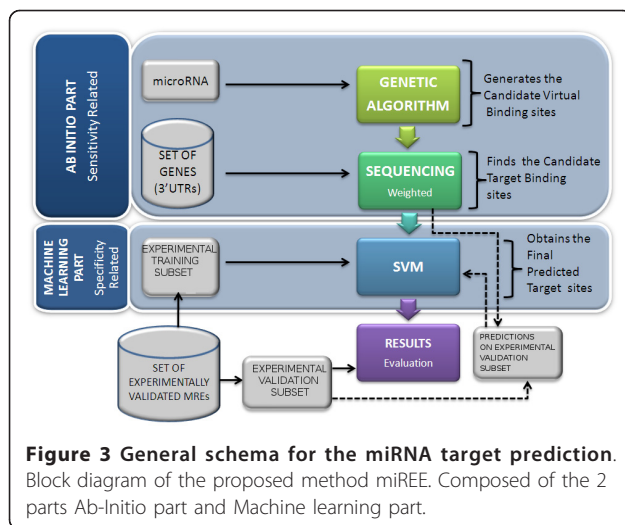 AB INITIO PART
Sensitivity Related
microRNA
GENETIC
ALGORITHM
Generates the
Candidate Virtual
Binding sites
SET OF
GENES
(3'UTRs)
SEQUENCING
Weighted
Finds the Candidate
Target Binding
sites
MACHINE
LEARNING
PART
Specificity
Related
EXPERIMENTAL
TRAINING
SUBSET
SVM
Obtains the
Final
Predicted
Target sites
SET OF
EXPERIMENTALLY
VALIDATED MREs
EXPERIMENTAL
VALIDATION
SUBSET
RESULTS
Evaluation
PREDICTIONS
ON EXPERIMENTAL
VALIDATION
SUBSET
Figure 3 General schema for the miRNA target prediction.
Block diagram of the proposed method miREE. Composed of the 2
parts Ab-Initio part and Machine learning part.